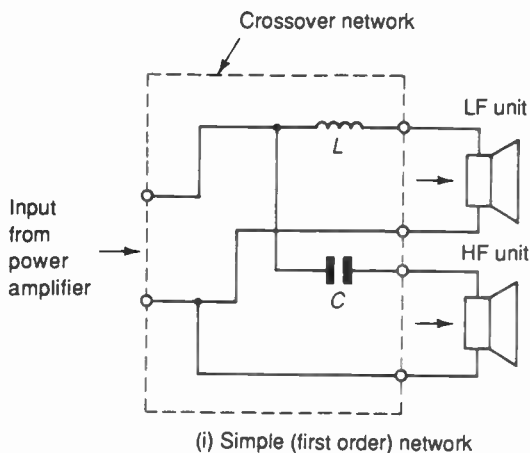 Crossover network
LF unit
L
Input
from
power
amplifier
HF unit
C
(i) Simple (first order) network